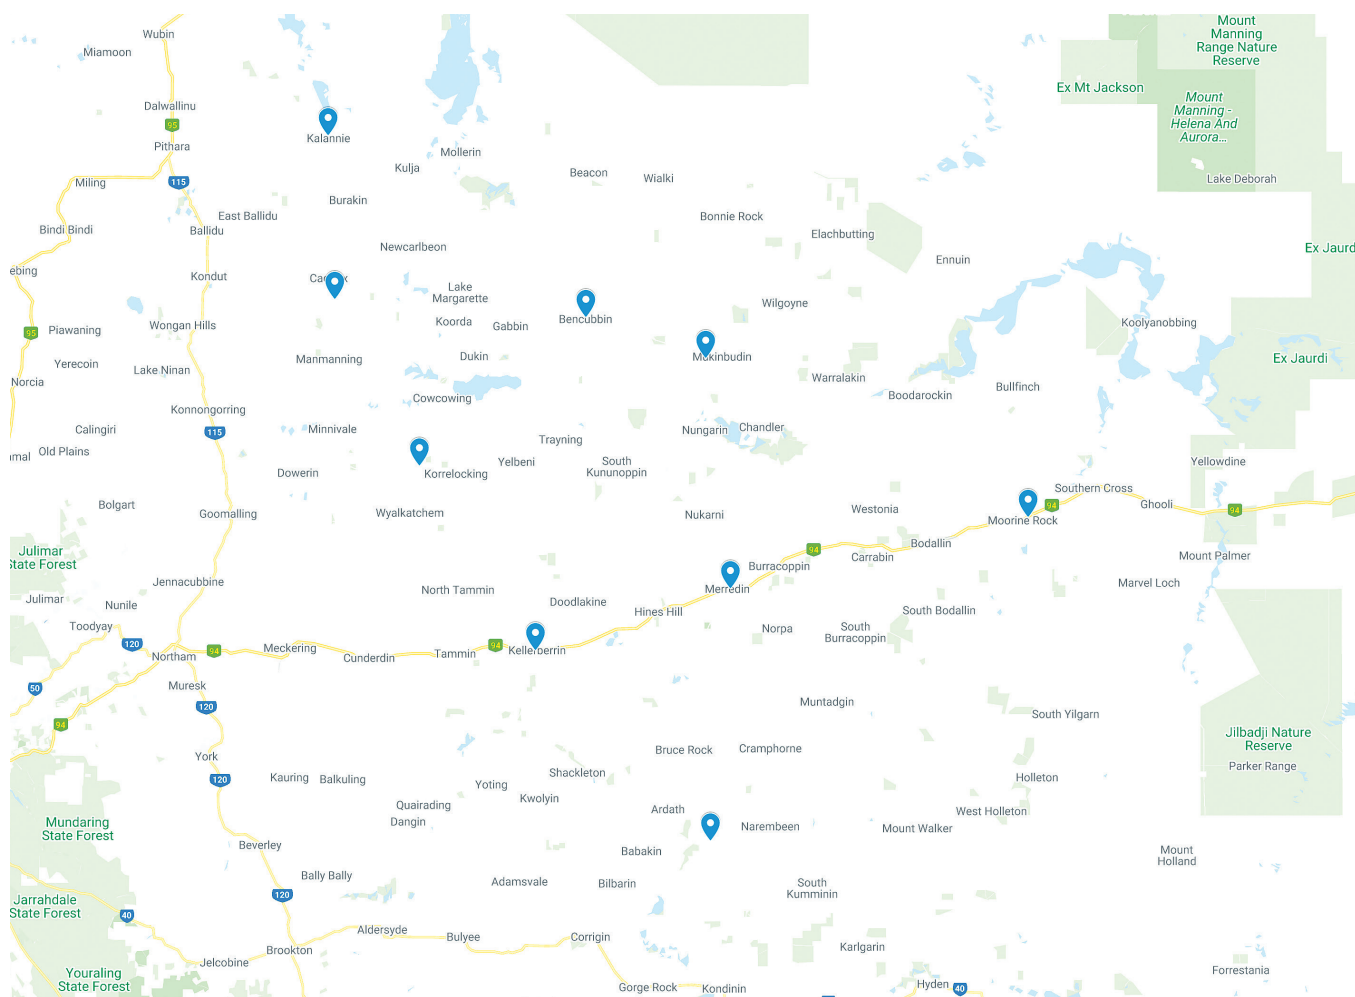 Wubin
Miamoon
Mount
Manning
Range Nature
Reserve
Ex Mt Jackson
Mount
Manning -
Helena And
Aurora...
Dalwallinu
95
Kalannie
Pithara
Mollerin
Kulja
Beacon
Wialki
Lake Deborah
Miling
115
Burakin
East Ballidu
Bonnie Rock
Bindi Bindi
Ballidu
Elachbutting
Newcarlbeon
Ex Jaurd
Ennuin
ebing
Kondut
Lake
Margarette
Wilgoyne
Koorda
Gabbin
Bencubbin
Koolyanobbing
Piawaning
95
Wongan Hills
Manmanning
Dukin
Mukinbudin
Ex Jaurdi
Yerecoin
Lake Ninan
Warralakin
Norcia
Bullfinch
Boodarockin
Cowcowing
Konnongorring
Calingiri
Minnivale
115
Nungarin
Chandler
Trayning
Old Plains
mal
Yelbeni
South
Kununoppin
Yellowdine
Dowerin
Korrelocking
Southern Cross
Bolgart
Goomalling
Wyalkatchem
Nukarni
Westonia
94
Ghooli
94
Moorine Rock
Julimar
State Forest
94
Bodallin
Burracoppin
Carrabin
Mount Palmer
Jennacubbine
North Tammin
Merredin
Marvel Loch
Julimar
Nunile
Doodlakine
Hines Hill
South Bodallin
Toodyay
120
Norpa
South
Burracoppin
94
Meckering
94
Kellerberrin
Northam
Cunderdin
Tammin
50
Muresk
120
Muntadgin
94
South Yilgarn
Jilbadji Nature
Reserve
York
Bruce Rock
Cramphorne
Parker Range
120
Kauring
Balkuling
Shackleton
Holleton
Yoting
Kwolyin
Quairading
Dangin
Ardath
West Holleton
Mundaring
State Forest
Narembeen
Mount Walker
Beverley
Babakin
Mount
Holland
Bally Bally
Adamsvale
Bilbarin
South
Kumminin
120
Jarrahdale
State Forest
40
Aldersyde
Bulyee
Corrigin
Brookton
Karlgarin
Jelcobine
Youraling
State Forest
Forrestania
Gorge Rock
Kondinin
Hyden
40